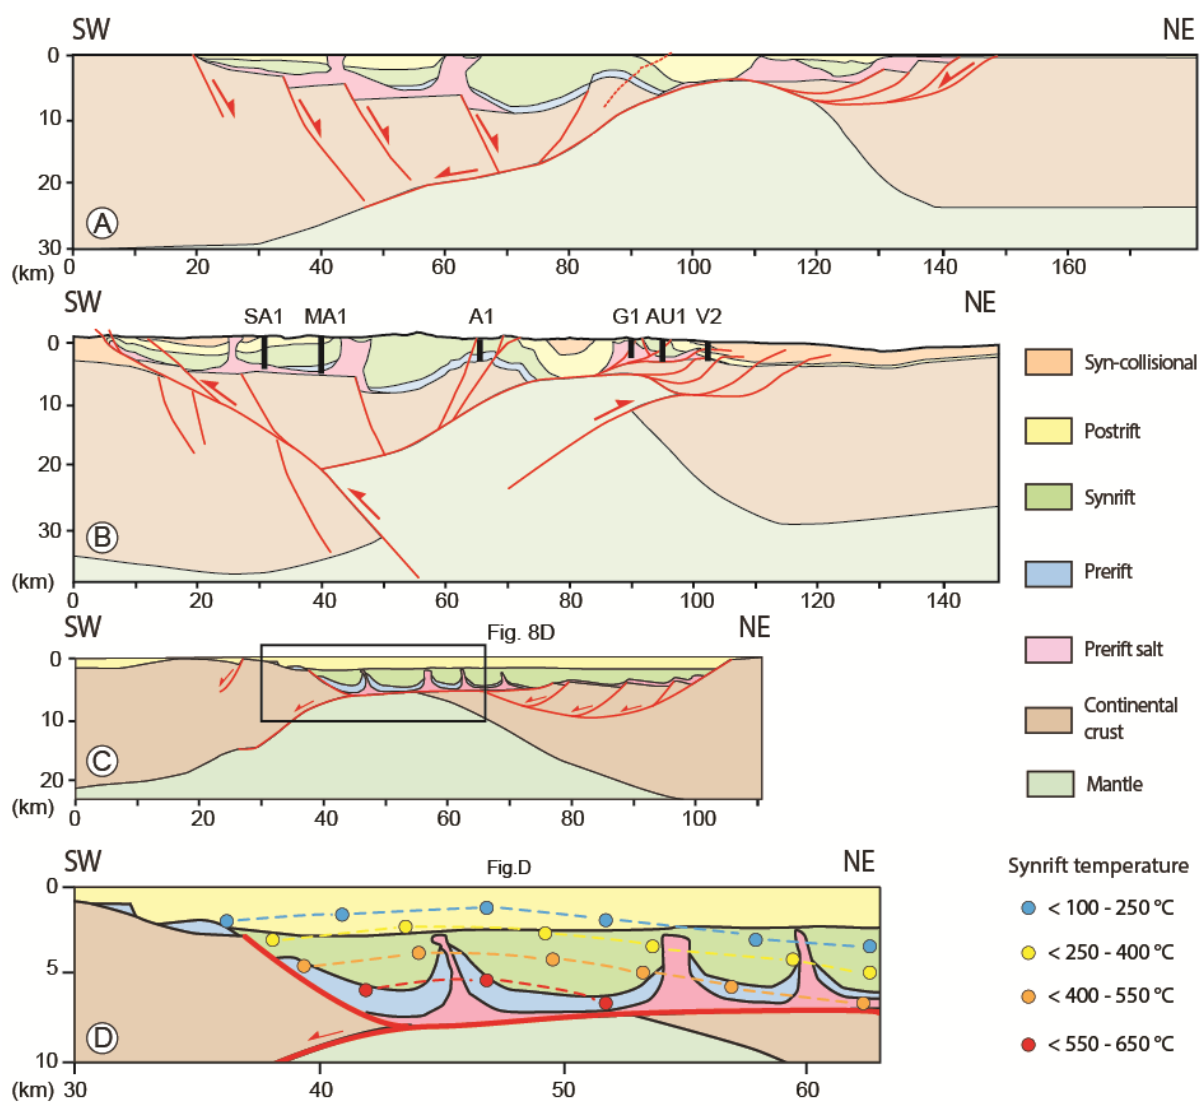 SW NE
0
10
20
30
(km)
A
0 20 40 60 80 100 120 140 160
SW NE
SA1 MA1 A1 G1 AU1 V2
0
10
20
30
(km)
B
0 20 40 60 80 100 120 140
SW NE
Fig. 8D
0
10
20
(km)
C
0 20 40 60 80 100
SW NE
Fig.D
0
5
10
(km)
D
30 40 50 60
Syn-collisional
Postrift
Synrift
Prerift
Prerift salt
Continental
crust
Mantle
Synrift temperature
< 100 - 250 °C
< 250 - 400 °C
< 400 - 550 °C
< 550 - 650 °C